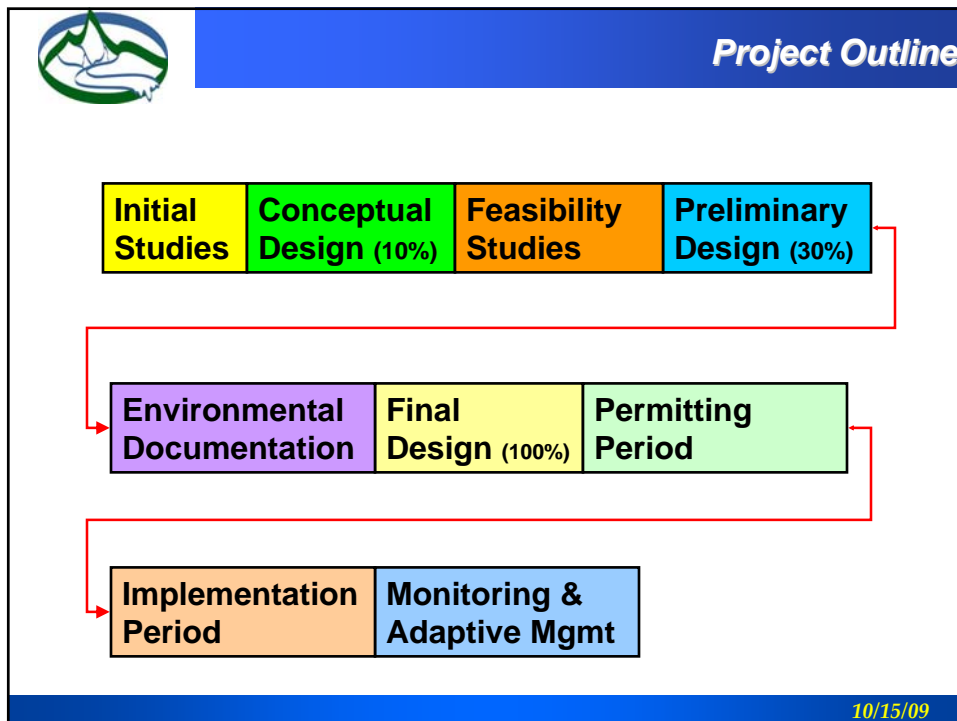 Project Outline
Initial
Studies
Conceptual
Design (10%)
Feasibility
Studies
Preliminary
Design (30%)
Environmental
Documentation
Final
Design (100%)
Permitting
Period
Implementation
Period
Monitoring &
Adaptive Mgmt
10/15/09